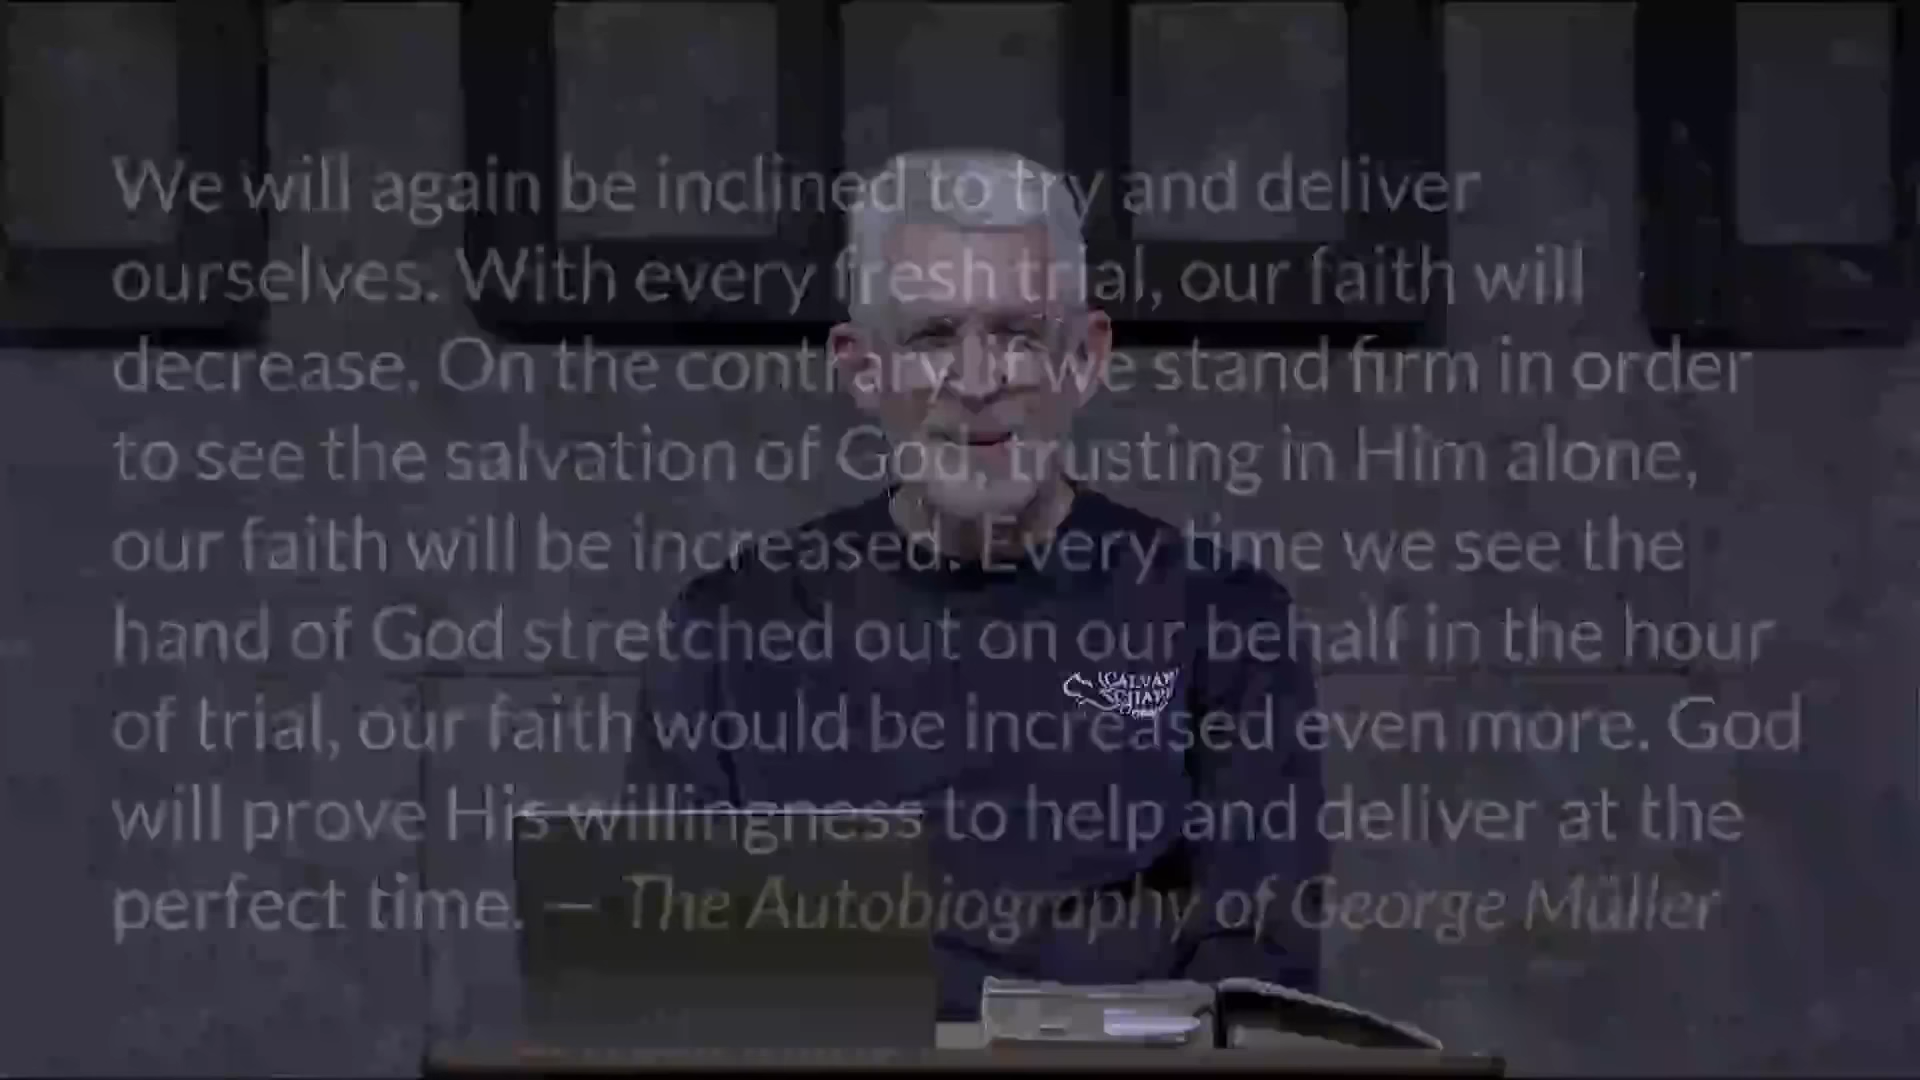 We will again be inclined to try and deliver
ourselves. With every fresh trial, our faith will
decrease. On the contrary, if we stand firm in order
to see the salvation of God, trusting in Him alone,
our faith will be increased. Every time we see the
hand of God stretched out on our behalf in the hour
of trial, our faith would be increased even more. God
will prove His willingness to help and deliver at the
perfect time. — The Autobiography of George Müller